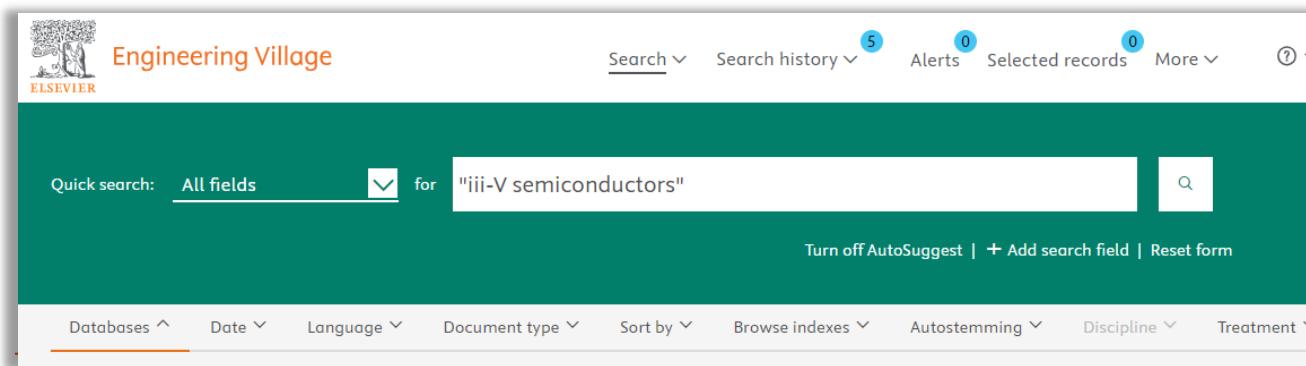 Engineering Village
ELSEVIER
Search Search history 5 Alerts 0 Selected records 0 More ?
Quick search: All fields for "iii-V semiconductors"
Turn off AutoSuggest | + Add search field | Reset form
Databases Date Language Document type Sort by Browse indexes Autostemming Discipline Treatment